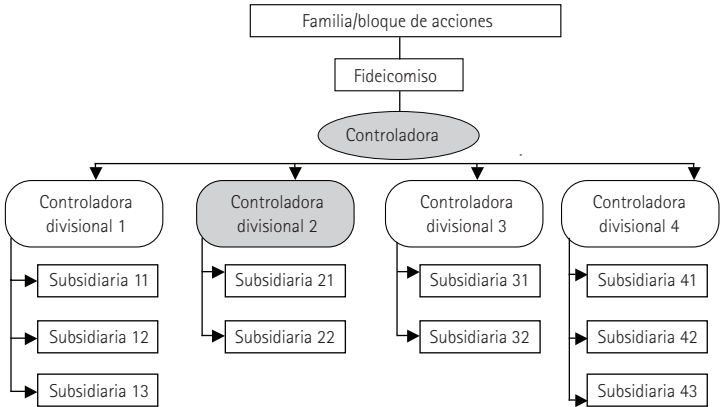 Familia/bloque de acciones
Fideicomiso
Controladora
Controladora
divisional 1
Controladora
divisional 2
Controladora
divisional 3
Controladora
divisional 4
Subsidiaria 11
Subsidiaria 21
Subsidiaria 31
Subsidiaria 41
Subsidiaria 12
Subsidiaria 22
Subsidiaria 32
Subsidiaria 42
Subsidiaria 13
Subsidiaria 43